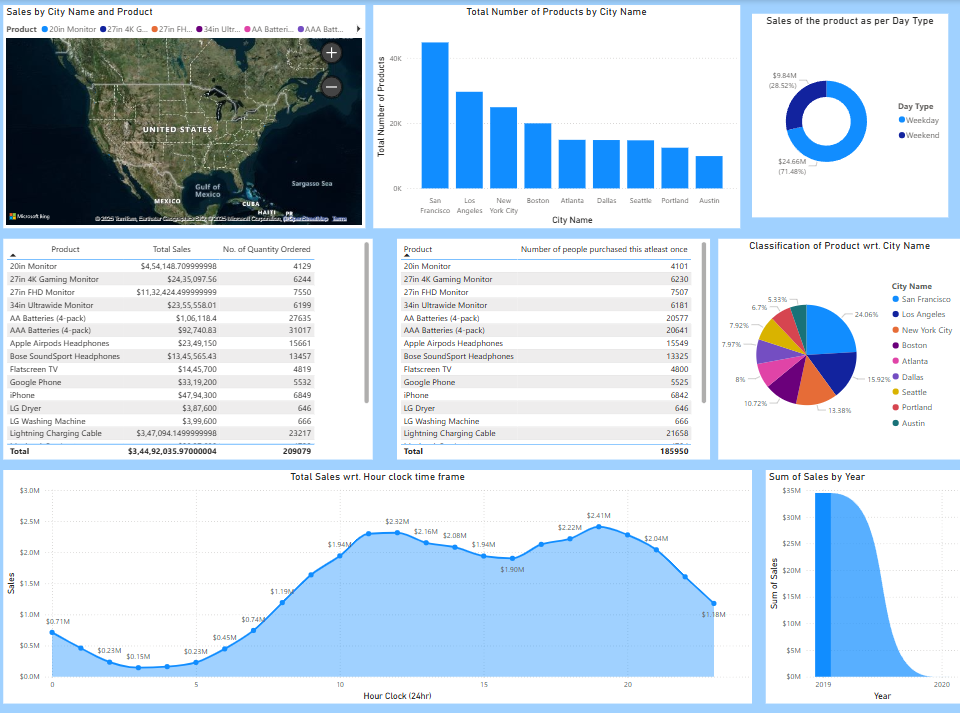 Sales by City Name and Product
Product 20in Monitor 27in 4K G... 27in FH... 34in Ultr... AA Batteri... AAA Batt...
UNITED STATES
Gulf of
Mexico
Sargasso Sea
MEXICO
CUBA
HAITI
PR
Microsoft Bing
Terms
Total Number of Products by City Name
Total Number of Products
40K
20K
0K
San Francisco
Los Angeles
New York City
Boston
Atlanta
Dallas
Seattle
Portland
Austin
City Name
Sales of the product as per Day Type
$9.84M
(28.52%)
$24.66M
(71.48%)
Day Type
Weekday
Weekend
Product Total Sales No. of Quantity Ordered
20in Monitor $4,54,148.709999998 4129
27in 4K Gaming Monitor $24,35,097.56 6244
27in FHD Monitor $11,32,424.499999999 7550
34in Ultrawide Monitor $23,55,558.01 6199
AA Batteries (4-pack) $1,06,118.4 27635
AAA Batteries (4-pack) $92,740.83 31017
Apple Airpods Headphones $23,49,150 15661
Bose SoundSport Headphones $13,45,565.43 13457
Flatscreen TV $14,45,700 4819
Google Phone $33,19,200 5532
iPhone $47,94,300 6849
LG Dryer $3,87,600 646
LG Washing Machine $3,99,600 666
Lightning Charging Cable $3,47,094.1499999998 23217
Total $3,44,92,035.97000004 209079
Product Number of people purchased this atleast once
20in Monitor 4101
27in 4K Gaming Monitor 6230
27in FHD Monitor 7507
34in Ultrawide Monitor 6181
AA Batteries (4-pack) 20577
AAA Batteries (4-pack) 20641
Apple Airpods Headphones 15549
Bose SoundSport Headphones 13325
Flatscreen TV 4800
Google Phone 5525
iPhone 6842
LG Dryer 646
LG Washing Machine 666
Lightning Charging Cable 21658
Total 185950
Classification of Product wrt. City Name
5.33%
6.7%
7.92%
7.97%
8%
10.72%
13.38%
15.92%
24.06%
City Name
San Francisco
Los Angeles
New York City
Boston
Atlanta
Dallas
Seattle
Portland
Austin
Total Sales wrt. Hour clock time frame
Sales
$3.0M
$2.5M
$2.0M
$1.5M
$1.0M
$0.5M
$0.0M
$0.71M
$0.23M
$0.15M
$0.23M
$0.45M
$0.74M
$1.19M
$1.94M
$2.32M
$2.16M
$2.08M
$1.94M
$1.90M
$2.22M
$2.41M
$2.04M
$1.18M
0 5 10 15 20
Hour Clock (24hr)
Sum of Sales by Year
Sum of Sales
$35M
$30M
$25M
$20M
$15M
$10M
$5M
$0M
2019 2020
Year